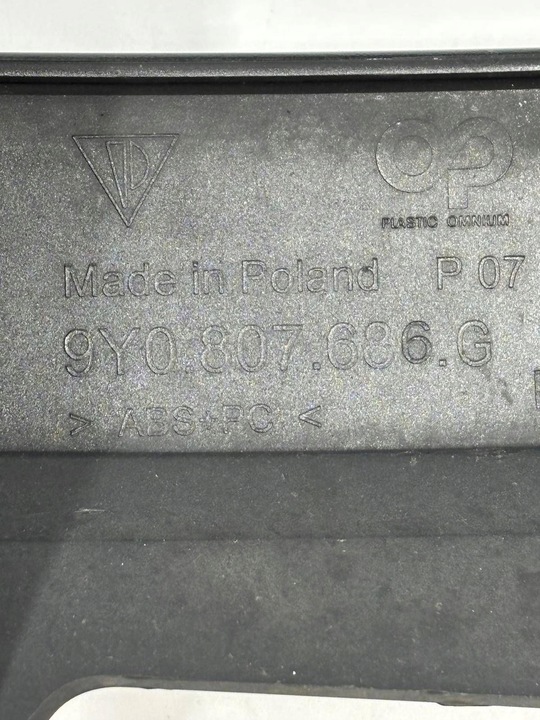 PLASTIC OMNIUM
Made in Poland P 07
9Y0.807.686.G
> ABS+PC <